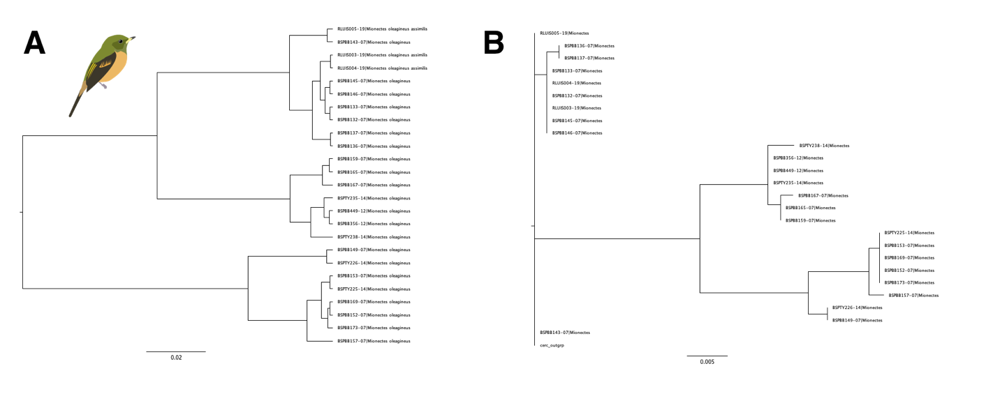 A
RLUIS005-19|Mionectes oleagineus assimilis
BSPBB143-07|Mionectes oleagineus
RLUIS003-19|Mionectes oleagineus assimilis
RLUIS004-19|Mionectes oleagineus assimilis
BSPBB145-07|Mionectes oleagineus
BSPBB146-07|Mionectes oleagineus
BSPBB133-07|Mionectes oleagineus
BSPBB132-07|Mionectes oleagineus
BSPBB137-07|Mionectes oleagineus
BSPBB136-07|Mionectes oleagineus
BSPBB159-07|Mionectes oleagineus
BSPBB165-07|Mionectes oleagineus
BSPBB167-07|Mionectes oleagineus
BSPTY235-14|Mionectes oleagineus
BSPBB449-12|Mionectes oleagineus
BSPBB356-12|Mionectes oleagineus
BSPTY238-14|Mionectes oleagineus
BSPBB149-07|Mionectes oleagineus
BSPTY226-14|Mionectes oleagineus
BSPBB153-07|Mionectes oleagineus
BSPTY225-14|Mionectes oleagineus
BSPBB169-07|Mionectes oleagineus
BSPBB152-07|Mionectes oleagineus
BSPBB173-07|Mionectes oleagineus
BSPBB157-07|Mionectes oleagineus
0.02
B
RLUIS005-19|Mionectes
BSPBB136-07|Mionectes
BSPBB137-07|Mionectes
BSPBB133-07|Mionectes
RLUIS004-19|Mionectes
BSPBB132-07|Mionectes
RLUIS003-19|Mionectes
BSPBB145-07|Mionectes
BSPBB146-07|Mionectes
BSPTY238-14|Mionectes
BSPBB356-12|Mionectes
BSPBB449-12|Mionectes
BSPTY235-14|Mionectes
BSPBB167-07|Mionectes
BSPBB165-07|Mionectes
BSPBB159-07|Mionectes
BSPTY225-14|Mionectes
BSPBB153-07|Mionectes
BSPBB169-07|Mionectes
BSPBB152-07|Mionectes
BSPBB173-07|Mionectes
BSPBB157-07|Mionectes
BSPTY226-14|Mionectes
BSPBB149-07|Mionectes
BSPBB143-07|Mionectes
cerc_outgrp
0.005